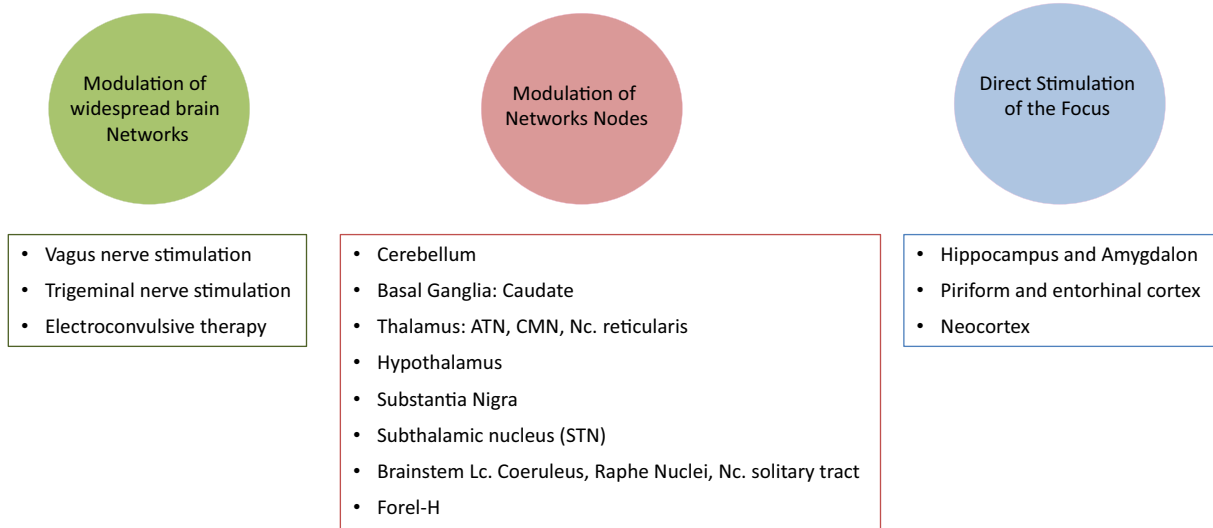 Modulation of
widespread brain
Networks
Modulation of
Networks Nodes
Direct Stimulation
of the Focus
• Vagus nerve stimulation
• Trigeminal nerve stimulation
• Electroconvulsive therapy
• Cerebellum
• Basal Ganglia: Caudate
• Thalamus: ATN, CMN, Nc. reticularis
• Hypothalamus
• Substantia Nigra
• Subthalamic nucleus (STN)
• Brainstem Lc. Coeruleus, Raphe Nuclei, Nc. solitary tract
• Forel-H
• Hippocampus and Amygdalon
• Piriform and entorhinal cortex
• Neocortex